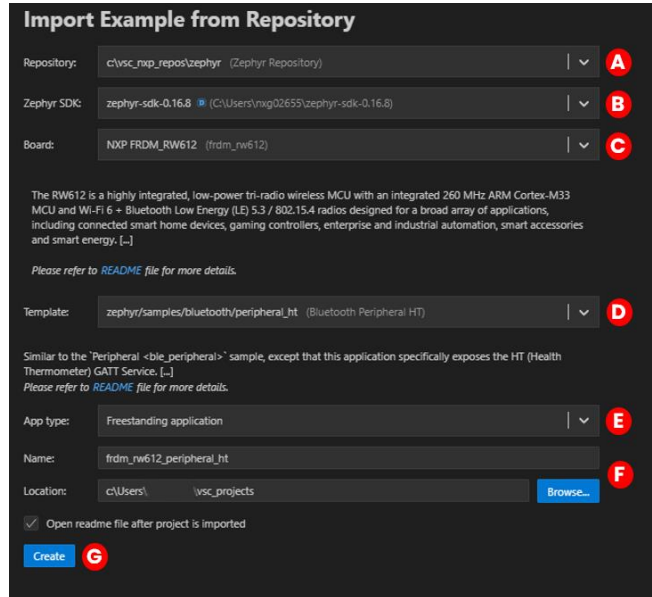 Import Example from Repository
Repository: c:\vsc_nxp_repos\zephyr (Zephyr Repository) A
Zephyr SDK: zephyr-sdk-0.16.8 (C:\Users\nxg02655\zephyr-sdk-0.16.8) B
Board: NXP FRDM_RW612 (frdm_rw612) C
The RW612 is a highly integrated, low-power tri-radio wireless MCU with an integrated 260 MHz ARM Cortex-M33
MCU and Wi-Fi 6 + Bluetooth Low Energy (LE) 5.3 / 802.15.4 radios designed for a broad array of applications,
including connected smart home devices, gaming controllers, enterprise and industrial automation, smart accessories
and smart energy. [...]
Please refer to README file for more details.
Template: zephyr/samples/bluetooth/peripheral_ht (Bluetooth Peripheral HT) D
Similar to the `Peripheral <ble_peripheral>` sample, except that this application specifically exposes the HT (Health
Thermometer) GATT Service. [...]
Please refer to README file for more details.
App type: Freestanding application E
Name: frdm_rw612_peripheral_ht
F
Location: c:\Users\ \vsc_projects Browse...
Open readme file after project is imported
Create G